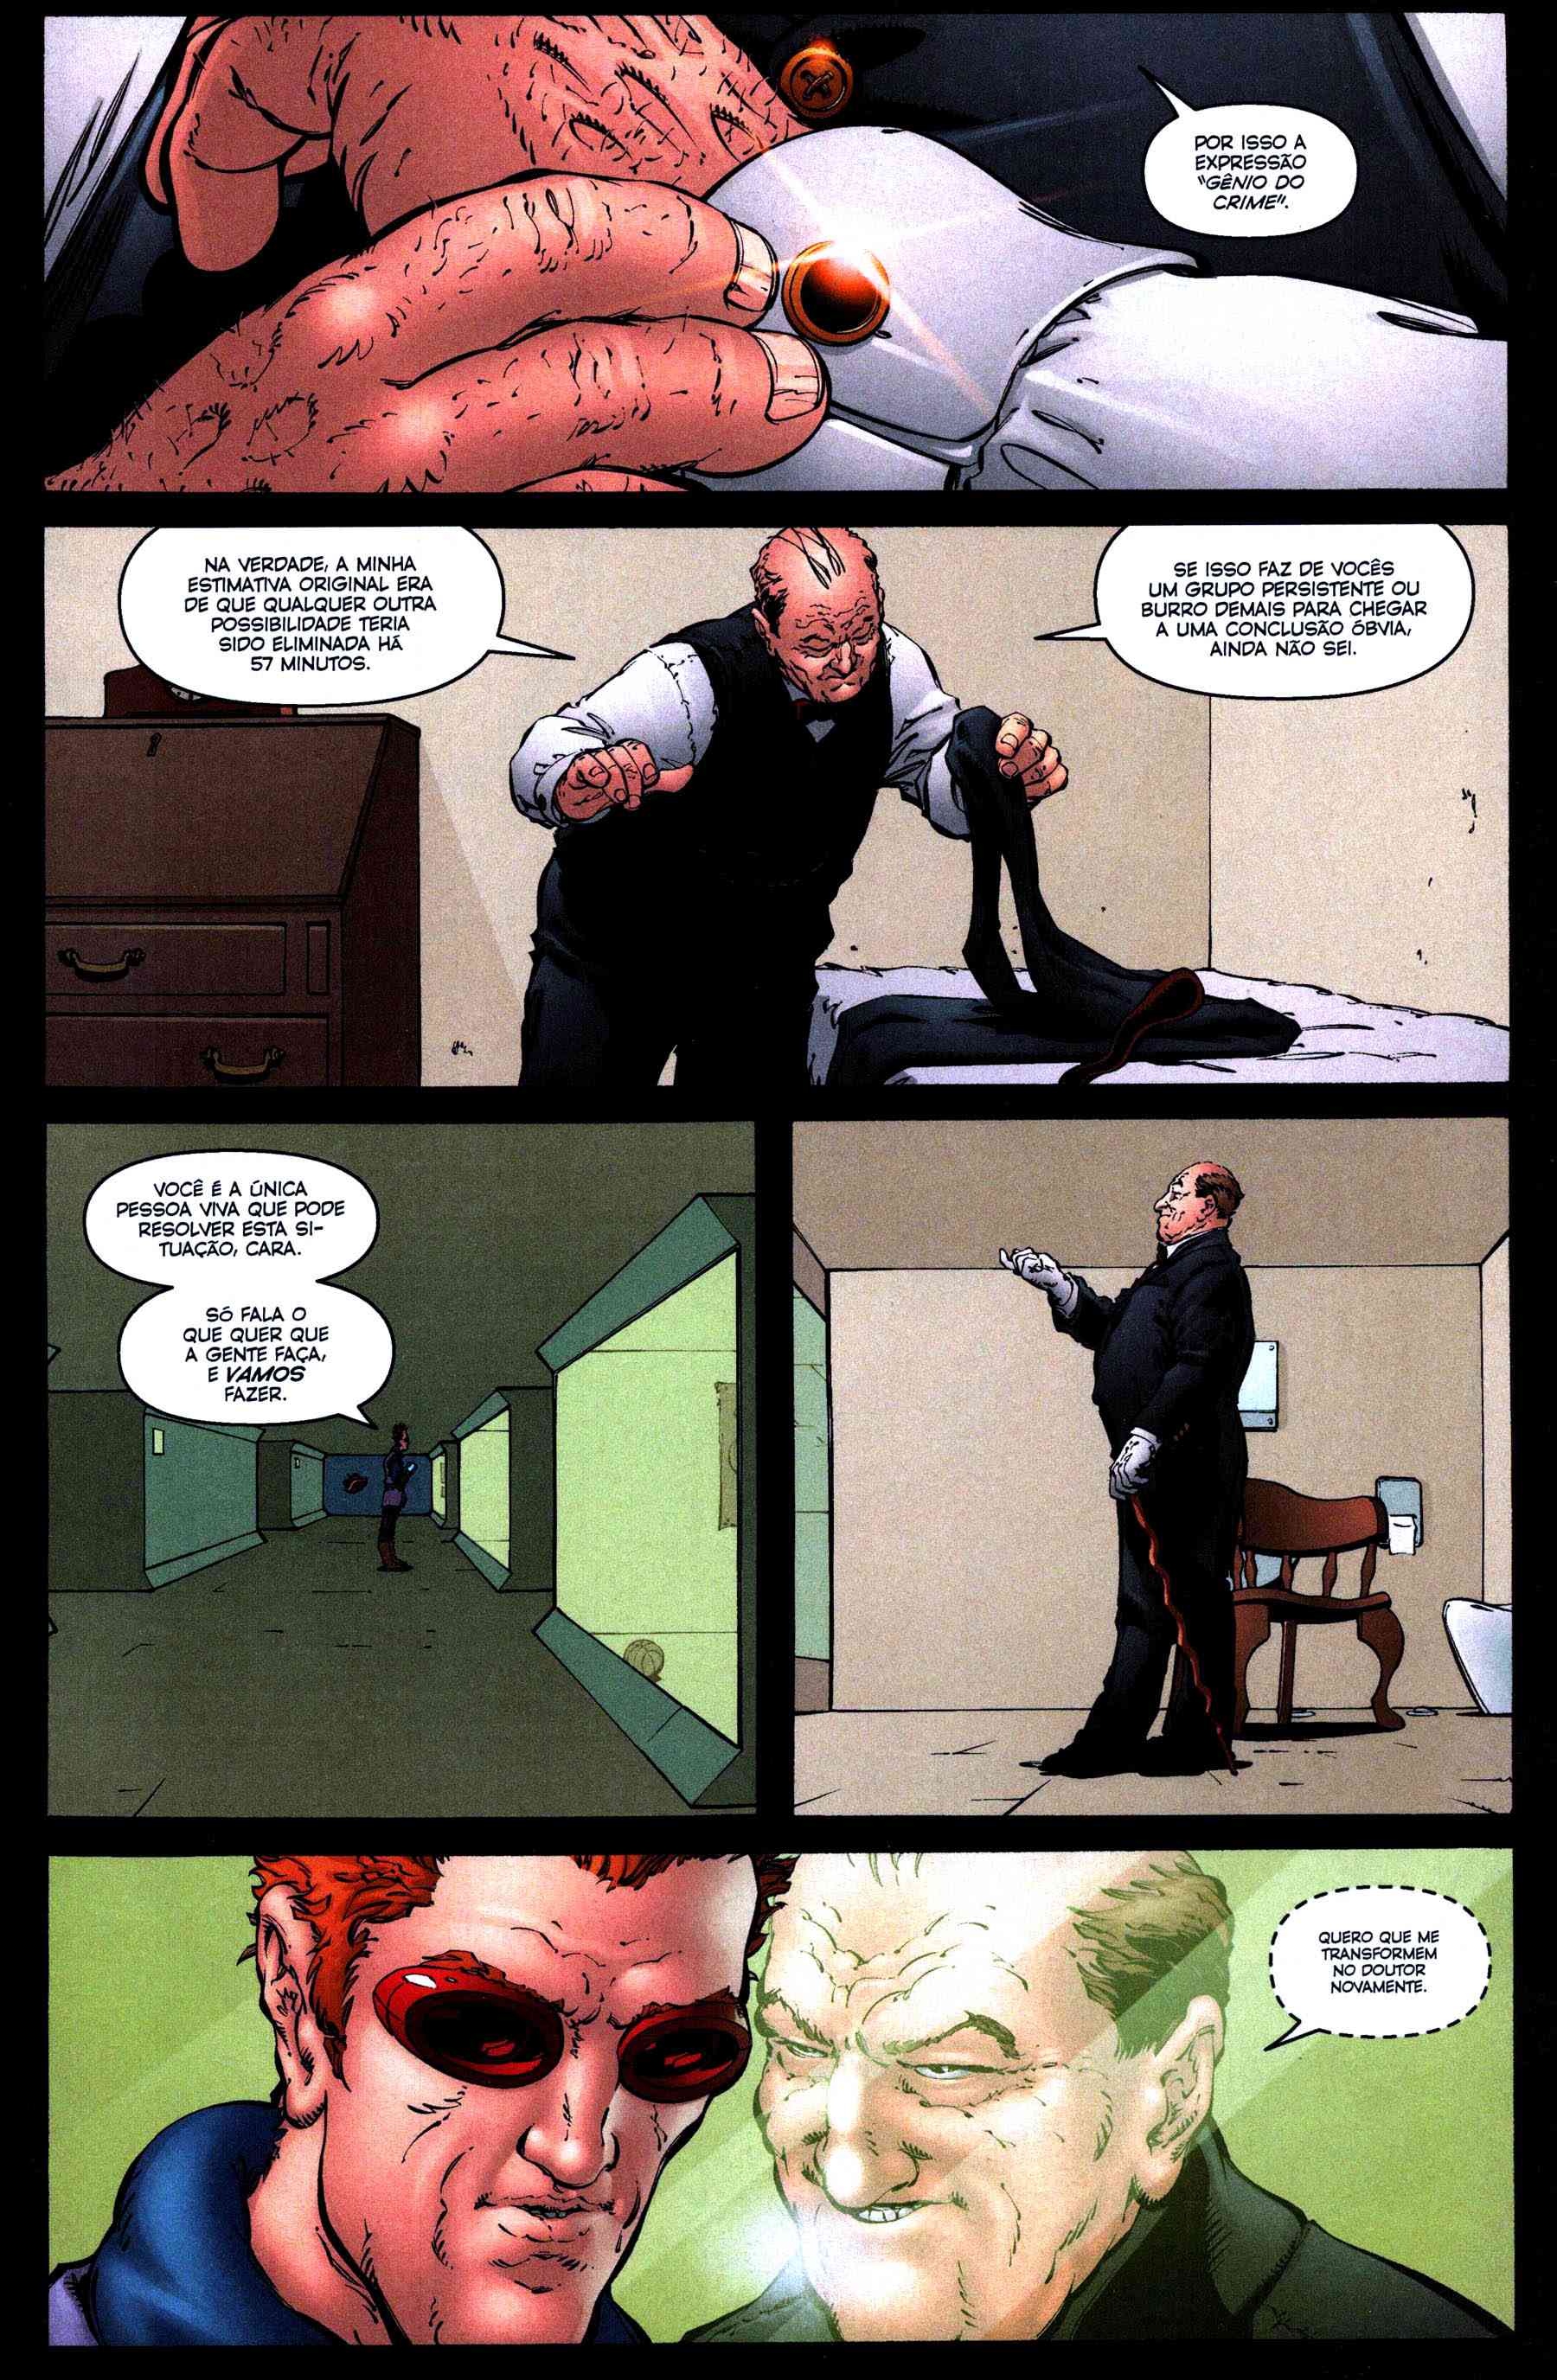 POR ISSO A
EXPRESSÃO
"GÊNIO DO
CRIME".
NA VERDADE, A MINHA
ESTIMATIVA ORIGINAL ERA
DE QUE QUALQUER OUTRA
POSSIBILIDADE TERIA
SIDO ELIMINADA HÁ
57 MINUTOS.
SE ISSO FAZ DE VOCÊS
UM GRUPO PERSISTENTE OU
BURRO DEMAIS PARA CHEGAR
A UMA CONCLUSÃO ÓBVIA,
AINDA NÃO SEI.
VOCÊ É A ÚNICA
PESSOA VIVA QUE PODE
RESOLVER ESTA SI-
TUAÇÃO, CARA.
SÓ FALA O
QUE QUER QUE
A GENTE FAÇA,
E VAMOS
FAZER.
QUERO QUE ME
TRANSFORMEM
NO DOUTOR
NOVAMENTE.